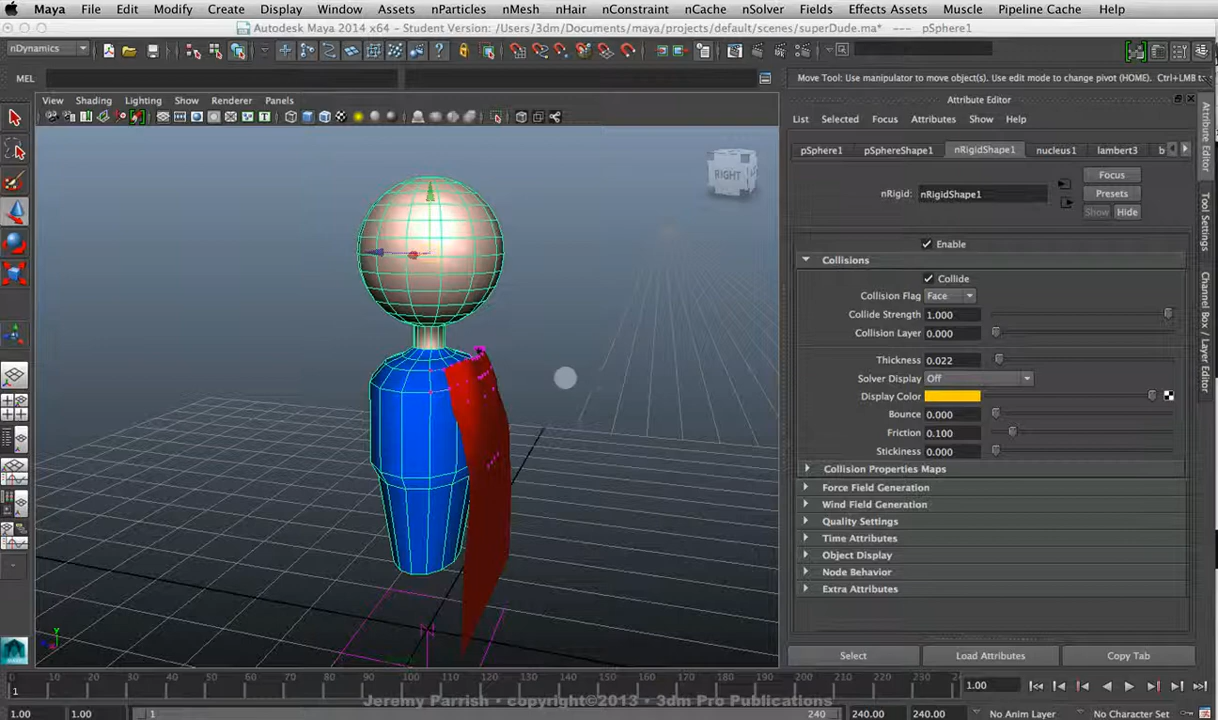 Maya File Edit Modify Create Display Window Assets nParticles nMesh nHair nConstraint nCache nSolver Fields Effects Assets Muscle Pipeline Cache Help
Autodesk Maya 2014 x64 - Student Version: /Users/3dm/Documents/maya/projects/default/scenes/superDude.ma* --- pSphere1
nDynamics
MEL
Move Tool: Use manipulator to move object(s). Use edit mode to change pivot (HOME). Ctrl+LMB to
View Shading Lighting Show Renderer Panels
Attribute Editor
List Selected Focus Attributes Show Help
pSphere1 pSphereShape1 nRigidShape1 nucleus1 lambert3 b
Focus
nRigid: nRigidShape1 Presets
Show Hide
Enable
Collisions
Collide
Collision Flag Face
Collide Strength 1.000
Collision Layer 0.000
Thickness 0.022
Solver Display Off
Display Color
Bounce 0.000
Friction 0.100
Stickiness 0.000
Collision Properties Maps
Force Field Generation
Wind Field Generation
Quality Settings
Time Attributes
Object Display
Node Behavior
Extra Attributes
Select Load Attributes Copy Tab
Attribute Editor
Tool Settings
Channel Box / Layer Editor
RIGHT
y
1 10 20 30 40 50 60 70 80 90 100 110 120 130 140 150 160 170 180 190 200 210 220 230 24
1.00
Jeremy Parrish • copyright©2013 • 3dm Pro Publications
1.00 1.00 1 240 240.00 240.00 No Anim Layer No Character Set